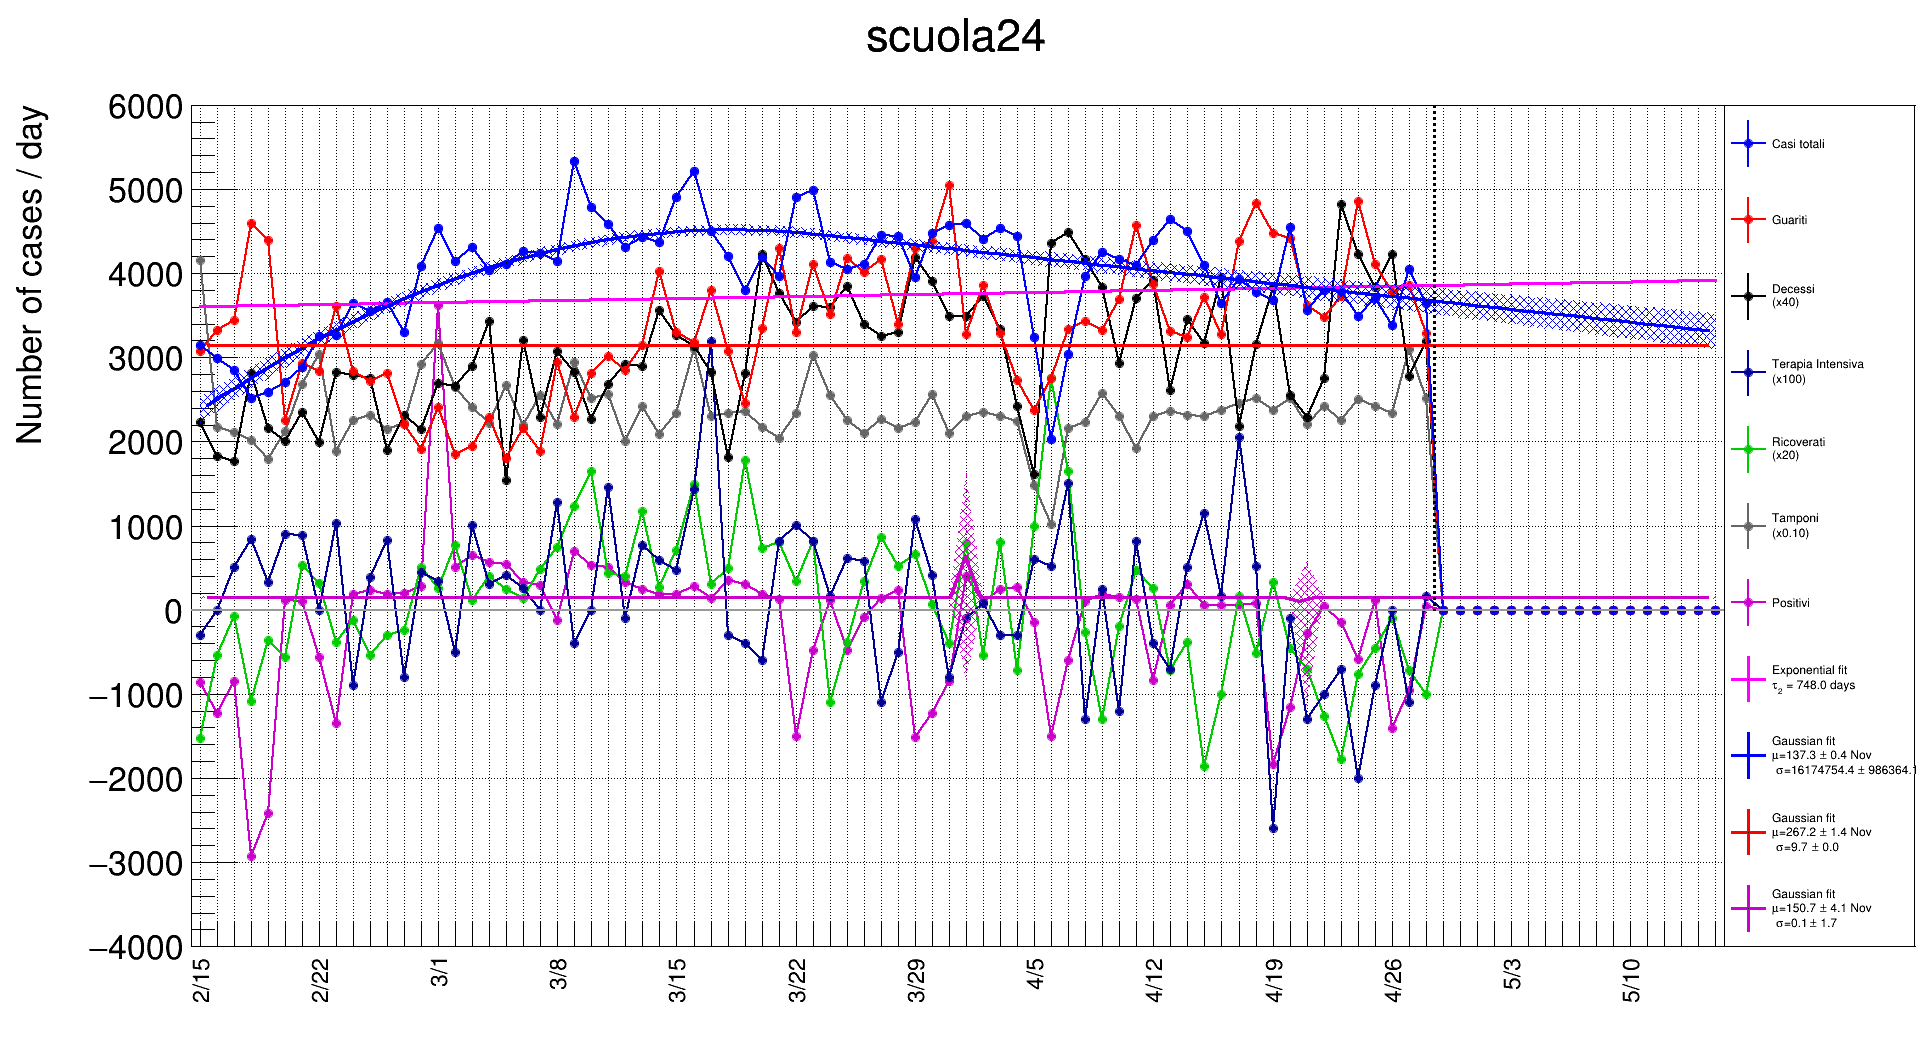 scuola24
Number of cases / day
6000
5000
4000
3000
2000
1000
0
−1000
−2000
−3000
−4000
2/15
2/22
3/1
3/8
3/15
3/22
3/29
4/5
4/12
4/19
4/26
5/3
5/10
Casi totali
Guariti
Decessi
(x40)
Terapia Intensiva
(x100)
Ricoverati
(x20)
Tamponi
(x0.10)
Positivi
Exponential fit
τ2 = 748.0 days
Gaussian fit
μ=137.3 ± 0.4 Nov
σ=16174754.4 ± 986364.1
Gaussian fit
μ=267.2 ± 1.4 Nov
σ=9.7 ± 0.0
Gaussian fit
μ=150.7 ± 4.1 Nov
σ=0.1 ± 1.7